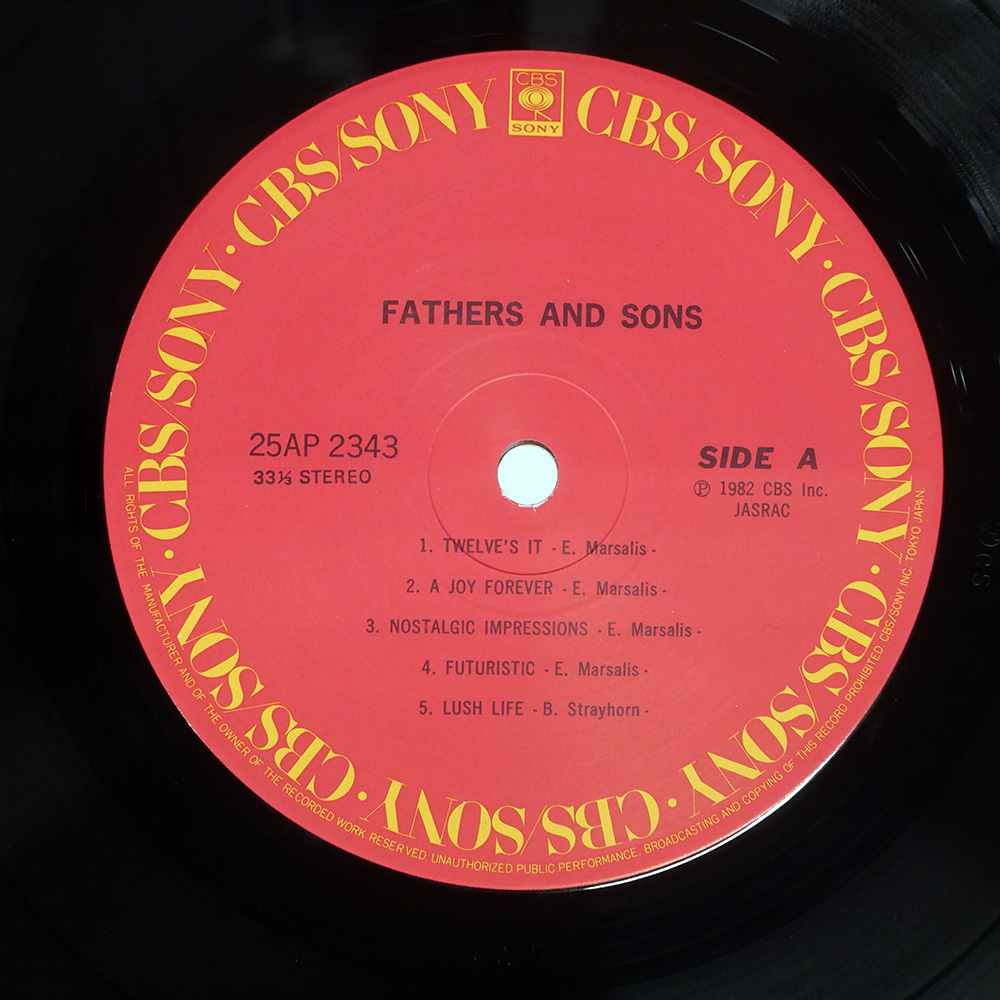 CBS
SONY
CBS/SONY · CBS/SONY · CBS/SONY · CBS/SONY · CBS/SONY · CBS/SONY · CBS/SONY · CBS/SONY
FATHERS AND SONS
25AP 2343
33⅓ STEREO
SIDE A
Ⓟ 1982 CBS Inc.
JASRAC
1. TWELVE'S IT - E. Marsalis -
2. A JOY FOREVER - E. Marsalis -
3. NOSTALGIC IMPRESSIONS - E. Marsalis -
4. FUTURISTIC - E. Marsalis -
5. LUSH LIFE - B. Strayhorn -
ALL RIGHTS OF THE MANUFACTURER AND OF THE OWNER OF THE RECORDED WORK RESERVED. UNAUTHORIZED PUBLIC PERFORMANCE, BROADCASTING AND COPYING OF THIS RECORD PROHIBITED. CBS/SONY INC. TOKYO JAPAN.